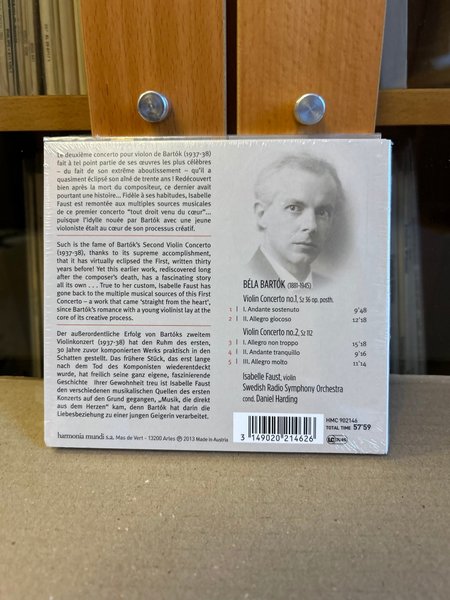 Le deuxième concerto pour violon de Bartók (1937-38)
fait à tel point partie de ses œuvres les plus célèbres
– du fait de son extrême aboutissement – qu'il a
quasiment éclipsé son aîné de trente ans ! Redécouvert
bien après la mort du compositeur, ce dernier avait
pourtant une histoire… Fidèle à ses habitudes, Isabelle
Faust est remontée aux multiples sources musicales
de ce premier concerto "tout droit venu du cœur"…
puisque l'idylle nouée par Bartók avec une jeune
violoniste était au cœur de son processus créatif.
Such is the fame of Bartók's Second Violin Concerto
(1937-38), thanks to its supreme accomplishment,
that it has virtually eclipsed the First, written thirty
years before! Yet this earlier work, rediscovered long
after the composer's death, has a fascinating story
all its own . . . True to her custom, Isabelle Faust has
gone back to the multiple musical sources of this First
Concerto – a work that came 'straight from the heart',
since Bartók's romance with a young violinist lay at the
core of its creative process.
Der außerordentliche Erfolg von Bartóks zweitem
Violinkonzert (1937-38) hat den Ruhm des ersten,
30 Jahre zuvor komponierten Werks praktisch in den
Schatten gestellt. Das frühere Stück, das erst lange
nach dem Tod des Komponisten wiederentdeckt
wurde, hat freilich seine ganz eigene, faszinierende
Geschichte Ihrer Gewohnheit treu ist Isabelle Faust
den verschiedenen musikalischen Quellen des ersten
Konzerts auf den Grund gegangen, „Musik, die direkt
aus dem Herzen" kam, denn Bartók hat darin die
Liebesbeziehung zu einer jungen Geigerin verarbeitet.
harmonia mundi s.a. Mas de Vert - 13200 Arles ℗ 2013 Made in Austria
BÉLA BARTÓK (1881-1945)
Violin Concerto no.1, Sz 36 op. posth.
1 | I. Andante sostenuto 9'48
2 | II. Allegro giocoso 12'18
Violin Concerto no.2, Sz 112
3 | I. Allegro non troppo 15'18
4 | II. Andante tranquillo 9'16
5 | III. Allegro molto 11'14
Isabelle Faust, violin
Swedish Radio Symphony Orchestra
cond. Daniel Harding
3 149020 214626
HMC 902146
TOTAL TIME 57'59
LC